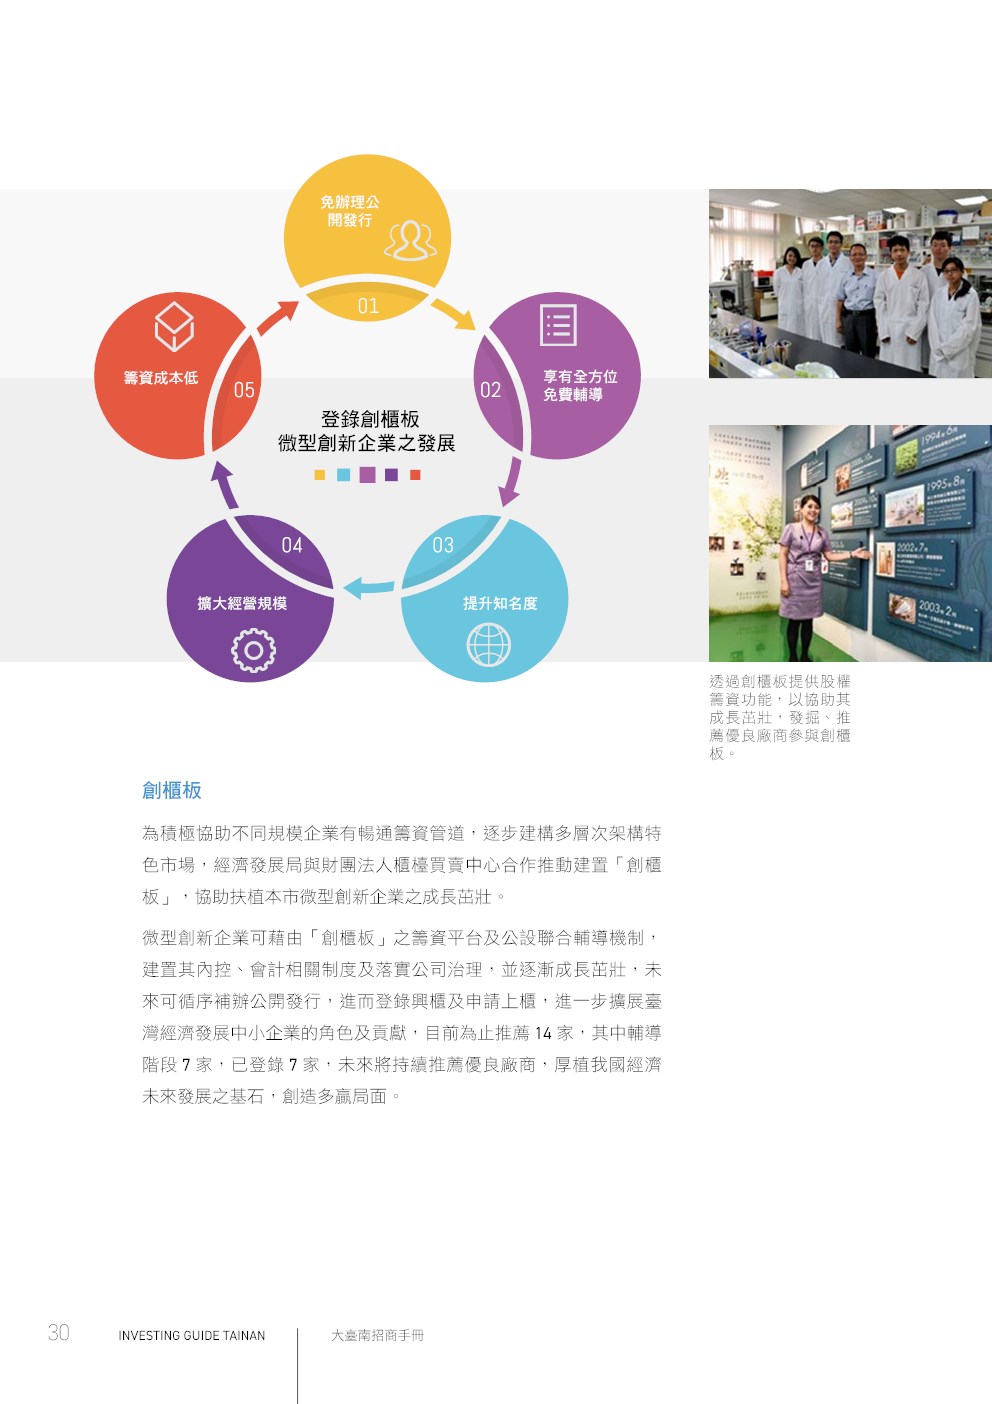 免辦理公
開發行
01
享有全方位
免費輔導
02
03
提升知名度
04
擴大經營規模
籌資成本低
05
登錄創櫃板
微型創新企業之發展
1994年6月
1995年8月
2002年7月
2003年2月
透過創櫃板提供股權
籌資功能，以協助其
成長茁壯，發掘、推
薦優良廠商參與創櫃
板。
創櫃板
為積極協助不同規模企業有暢通籌資管道，逐步建構多層次架構特
色市場，經濟發展局與財團法人櫃檯買賣中心合作推動建置「創櫃
板」，協助扶植本市微型創新企業之成長茁壯。
微型創新企業可藉由「創櫃板」之籌資平台及公設聯合輔導機制，
建置其內控、會計相關制度及落實公司治理，並逐漸成長茁壯，未
來可循序補辦公開發行，進而登錄興櫃及申請上櫃，進一步擴展臺
灣經濟發展中小企業的角色及貢獻，目前為止推薦 14 家，其中輔導
階段 7 家，已登錄 7 家，未來將持續推薦優良廠商，厚植我國經濟
未來發展之基石，創造多贏局面。
30
INVESTING GUIDE TAINAN
大臺南招商手冊